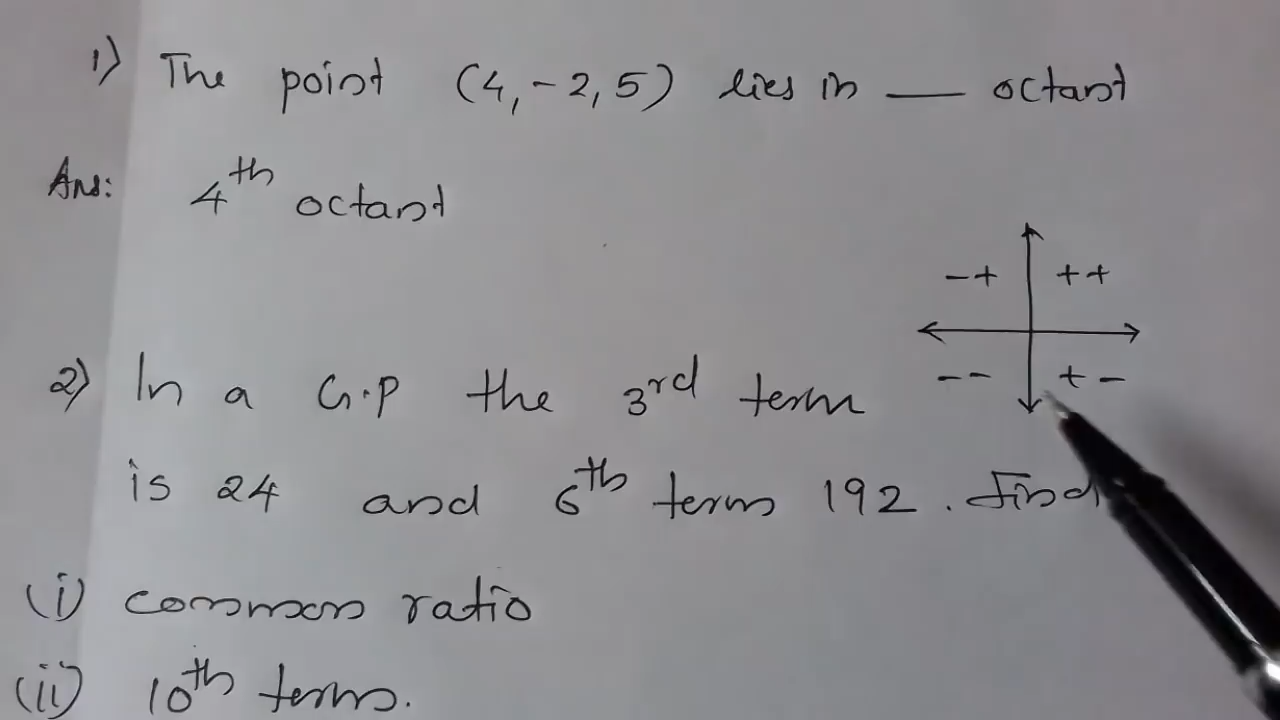 1) The point (4, -2, 5) lies in ___ octant
Ans: 4th octant
-+ ++
-- +-
2) In a G.P the 3rd term
is 24 and 6th term 192. Find
(i) common ratio
(ii) 10th term.